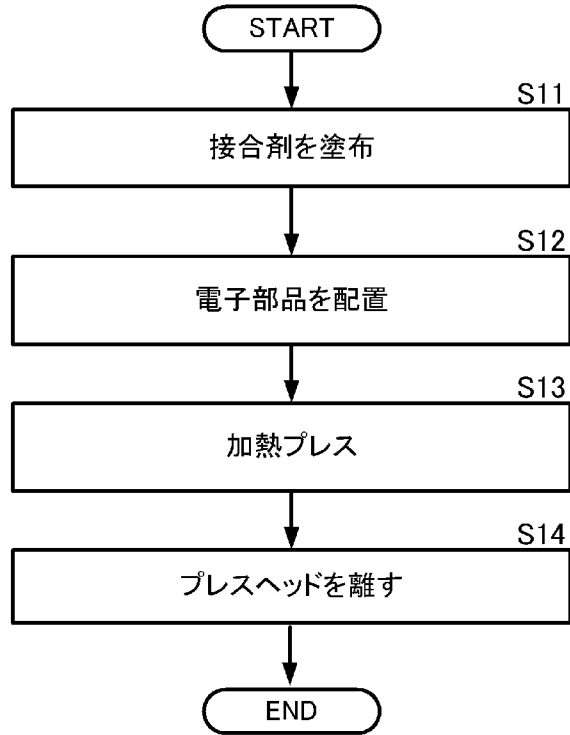 START
S11
接合剤を塗布
S12
電子部品を配置
S13
加熱プレス
S14
プレスヘッドを離す
END